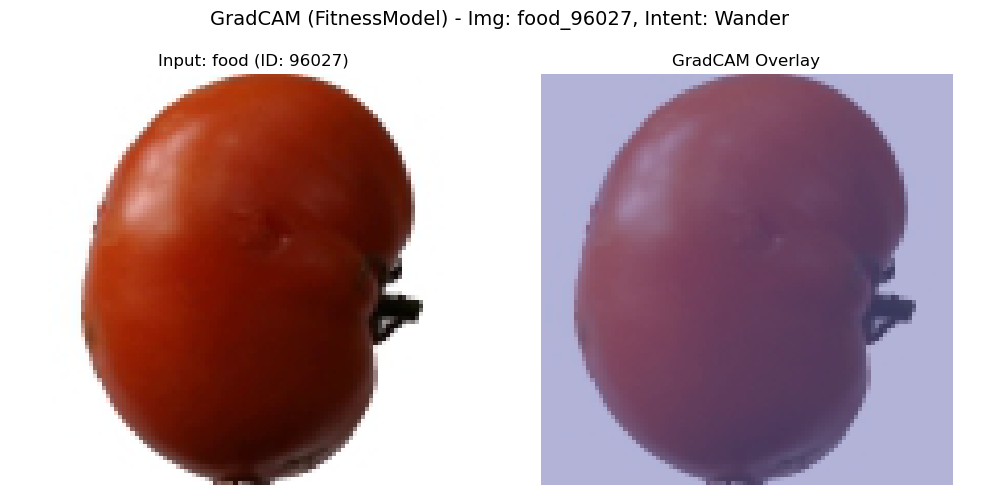 GradCAM (FitnessModel) - Img: food_96027, Intent: Wander
Input: food (ID: 96027)
GradCAM Overlay